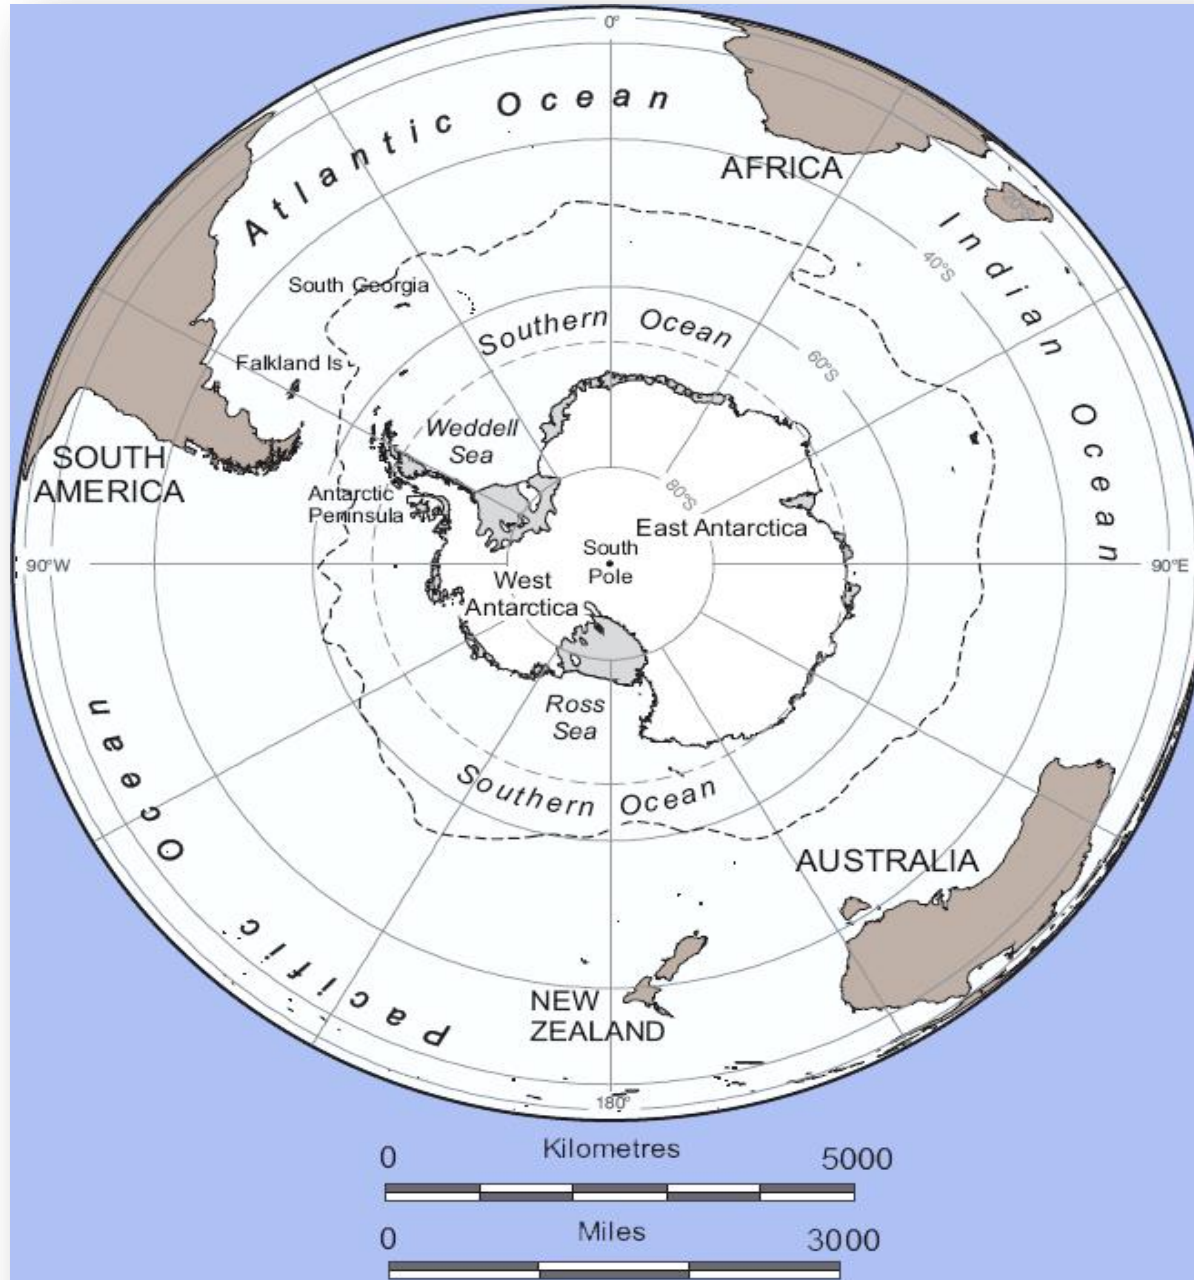 0°
Atlantic Ocean
AFRICA
Indian Ocean
20°S
40°S
South Georgia
Southern Ocean
60°S
Falkland Is
Weddell
Sea
SOUTH
AMERICA
80°S
Antarctic
Peninsula
East Antarctica
South
Pole
90°W
90°E
West
Antarctica
Ross
Sea
Southern Ocean
Pacific Ocean
AUSTRALIA
NEW
ZEALAND
180°
Kilometres
0 5000
Miles
0 3000